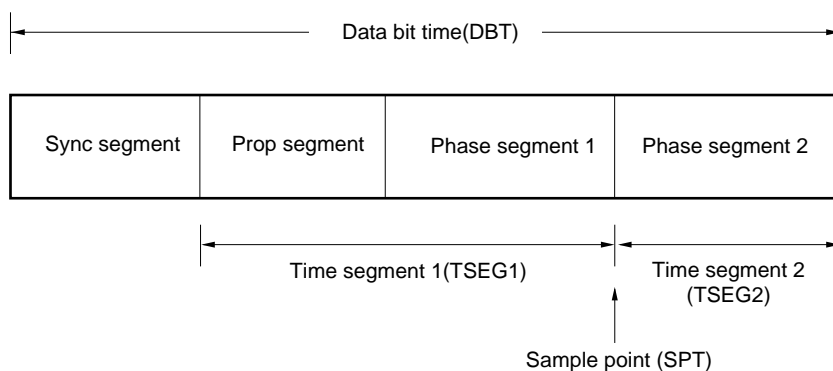 Data bit time(DBT)
Sync segment
Prop segment
Phase segment 1
Phase segment 2
Time segment 1(TSEG1)
Time segment 2
(TSEG2)
Sample point (SPT)